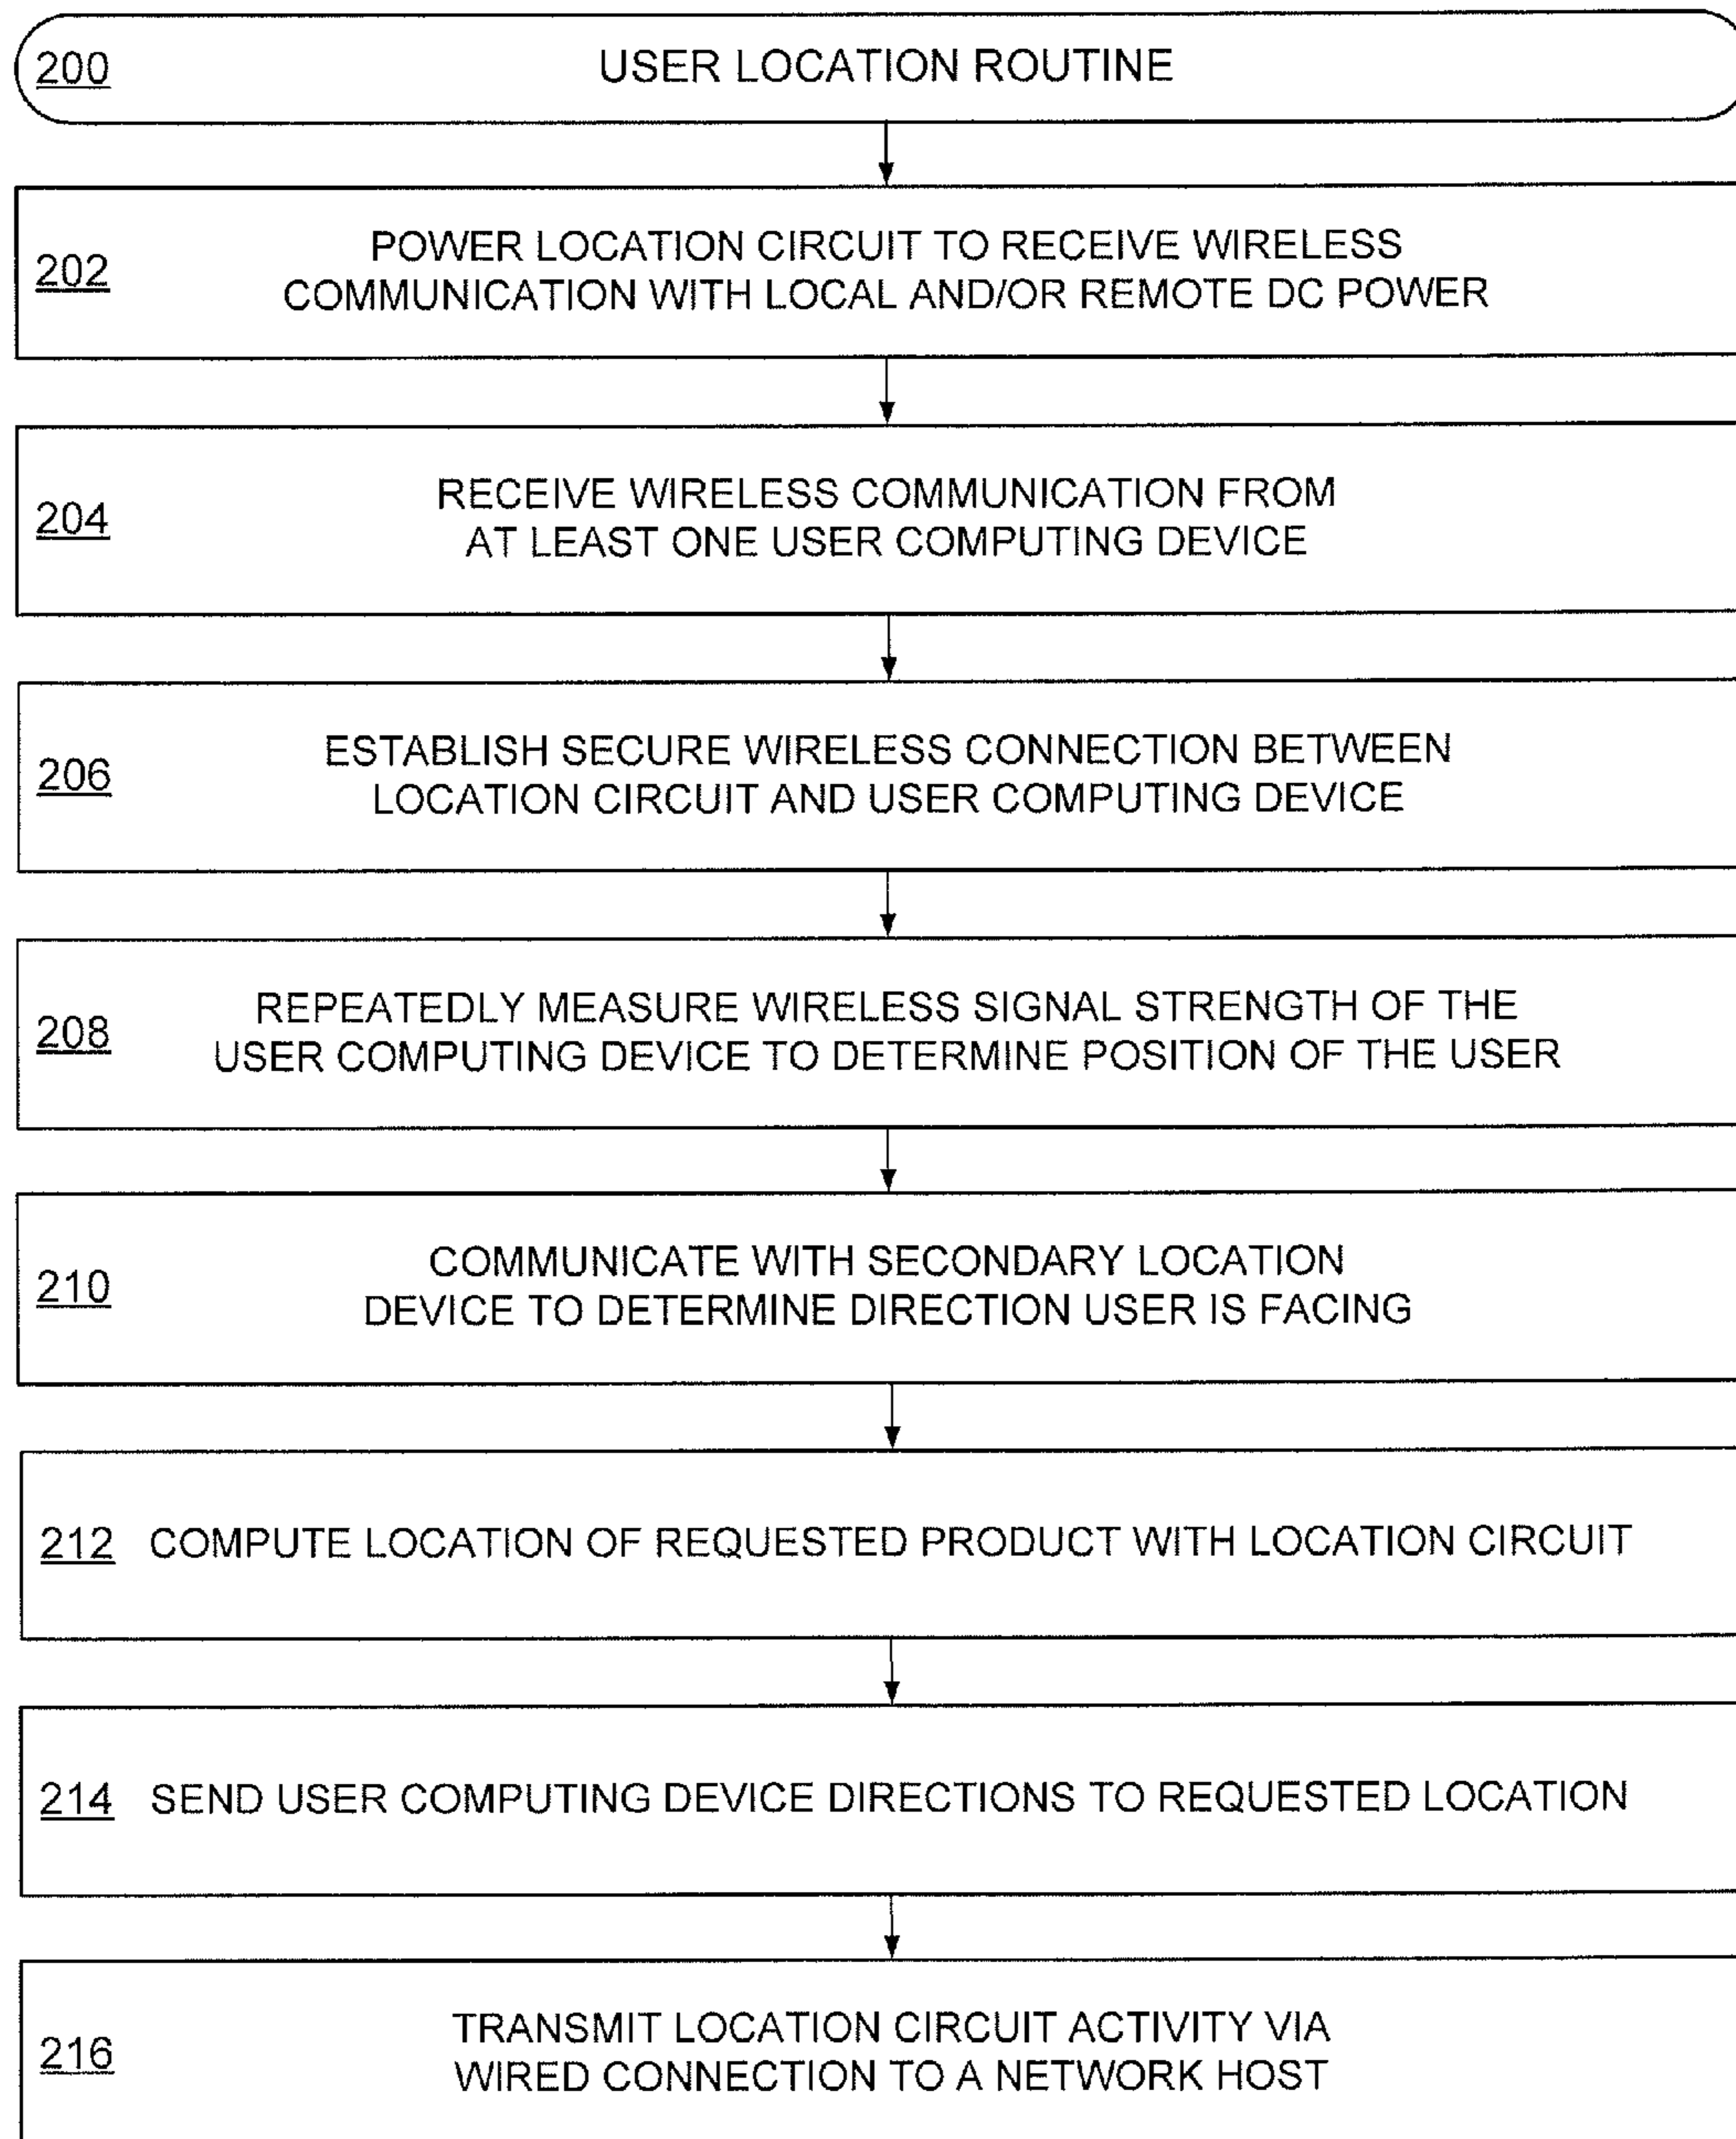 200 USER LOCATION ROUTINE
202 POWER LOCATION CIRCUIT TO RECEIVE WIRELESS
COMMUNICATION WITH LOCAL AND/OR REMOTE DC POWER
204 RECEIVE WIRELESS COMMUNICATION FROM
AT LEAST ONE USER COMPUTING DEVICE
206 ESTABLISH SECURE WIRELESS CONNECTION BETWEEN
LOCATION CIRCUIT AND USER COMPUTING DEVICE
208 REPEATEDLY MEASURE WIRELESS SIGNAL STRENGTH OF THE
USER COMPUTING DEVICE TO DETERMINE POSITION OF THE USER
210 COMMUNICATE WITH SECONDARY LOCATION
DEVICE TO DETERMINE DIRECTION USER IS FACING
212 COMPUTE LOCATION OF REQUESTED PRODUCT WITH LOCATION CIRCUIT
214 SEND USER COMPUTING DEVICE DIRECTIONS TO REQUESTED LOCATION
216 TRANSMIT LOCATION CIRCUIT ACTIVITY VIA
WIRED CONNECTION TO A NETWORK HOST